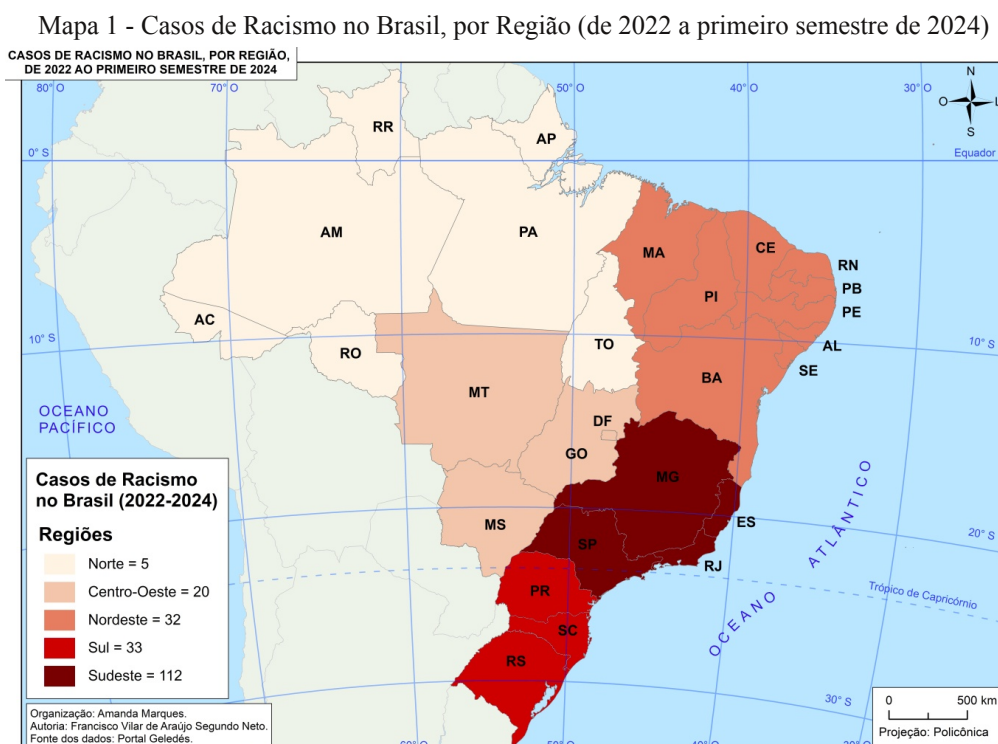 Mapa 1 - Casos de Racismo no Brasil, por Região (de 2022 a primeiro semestre de 2024)
CASOS DE RACISMO NO BRASIL, POR REGIÃO,
DE 2022 AO PRIMEIRO SEMESTRE DE 2024
80° O
70° O
50° O
40° O
30° O
N
O
L
S
RR
AP
0° S
Equador
AM
PA
MA
CE
RN
PB
PE
PI
AC
10° S
RO
TO
AL
10° S
SE
BA
MT
OCEANO
PACÍFICO
DF
GO
MG
Casos de Racismo
no Brasil (2022-2024)
Regiões
Norte = 5
Centro-Oeste = 20
Nordeste = 32
Sul = 33
Sudeste = 112
MS
ES
SP
RJ
20° S
OCEANO ATLÂNTICO
Trópico de Capricórnio
PR
SC
RS
30° S
0 500 km
Projeção: Policônica
Organização: Amanda Marques.
Autoria: Francisco Vilar de Araújo Segundo Neto.
Fonte dos dados: Portal Geledés.
60° O
50° O
40° O
30° O